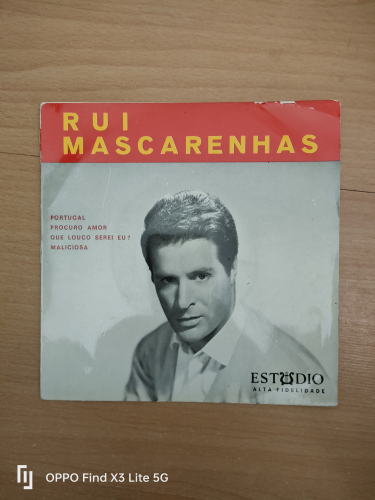 RUI
MASCARENHAS
PORTUGAL
PROCURO AMOR
QUE LOUCO SEREI EU?
MALICIOSA
ESTÚDIO
ALTA FIDELIDADE
OPPO Find X3 Lite 5G